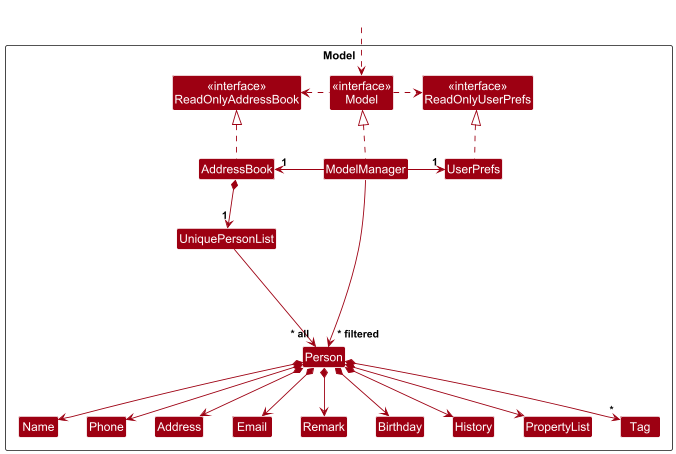 Model
«interface»
ReadOnlyAddressBook
«interface»
Model
«interface»
ReadOnlyUserPrefs
AddressBook
1
ModelManager
1
UserPrefs
1
UniquePersonList
* all
* filtered
Person
*
Name
Phone
Address
Email
Remark
Birthday
History
PropertyList
Tag